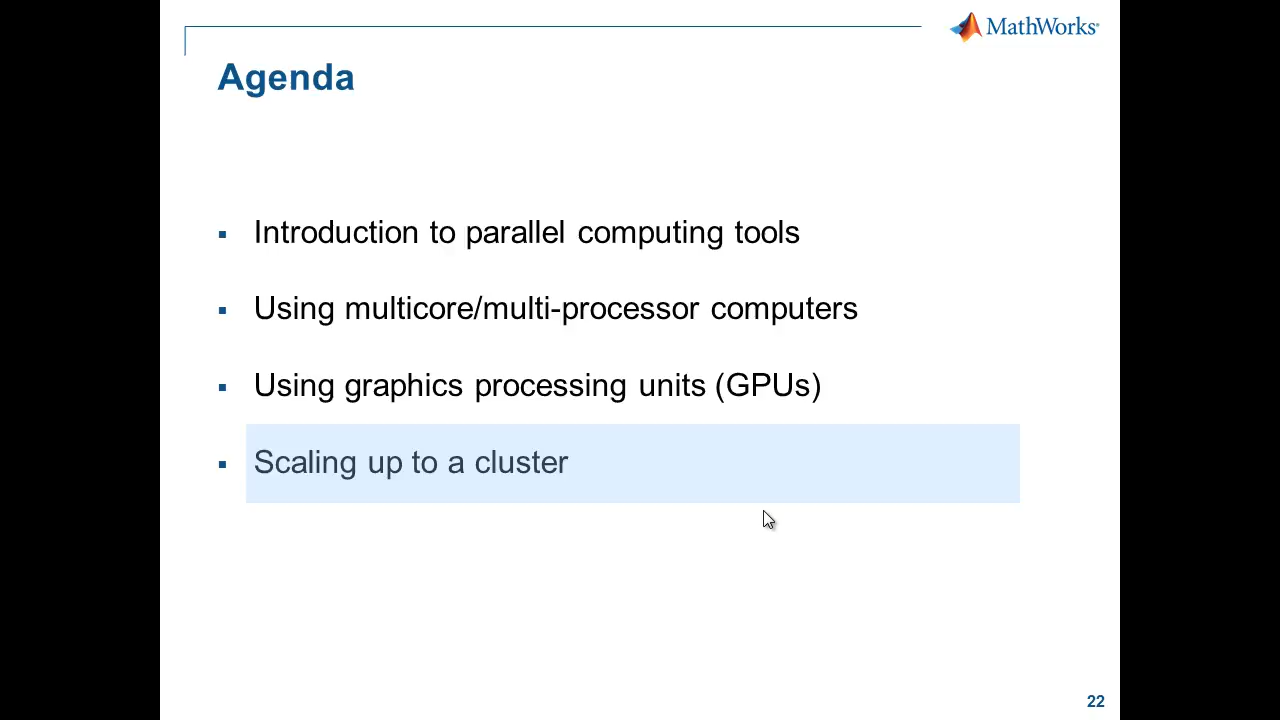 MathWorks®
Agenda
▪ Introduction to parallel computing tools
▪ Using multicore/multi-processor computers
▪ Using graphics processing units (GPUs)
▪ Scaling up to a cluster
22